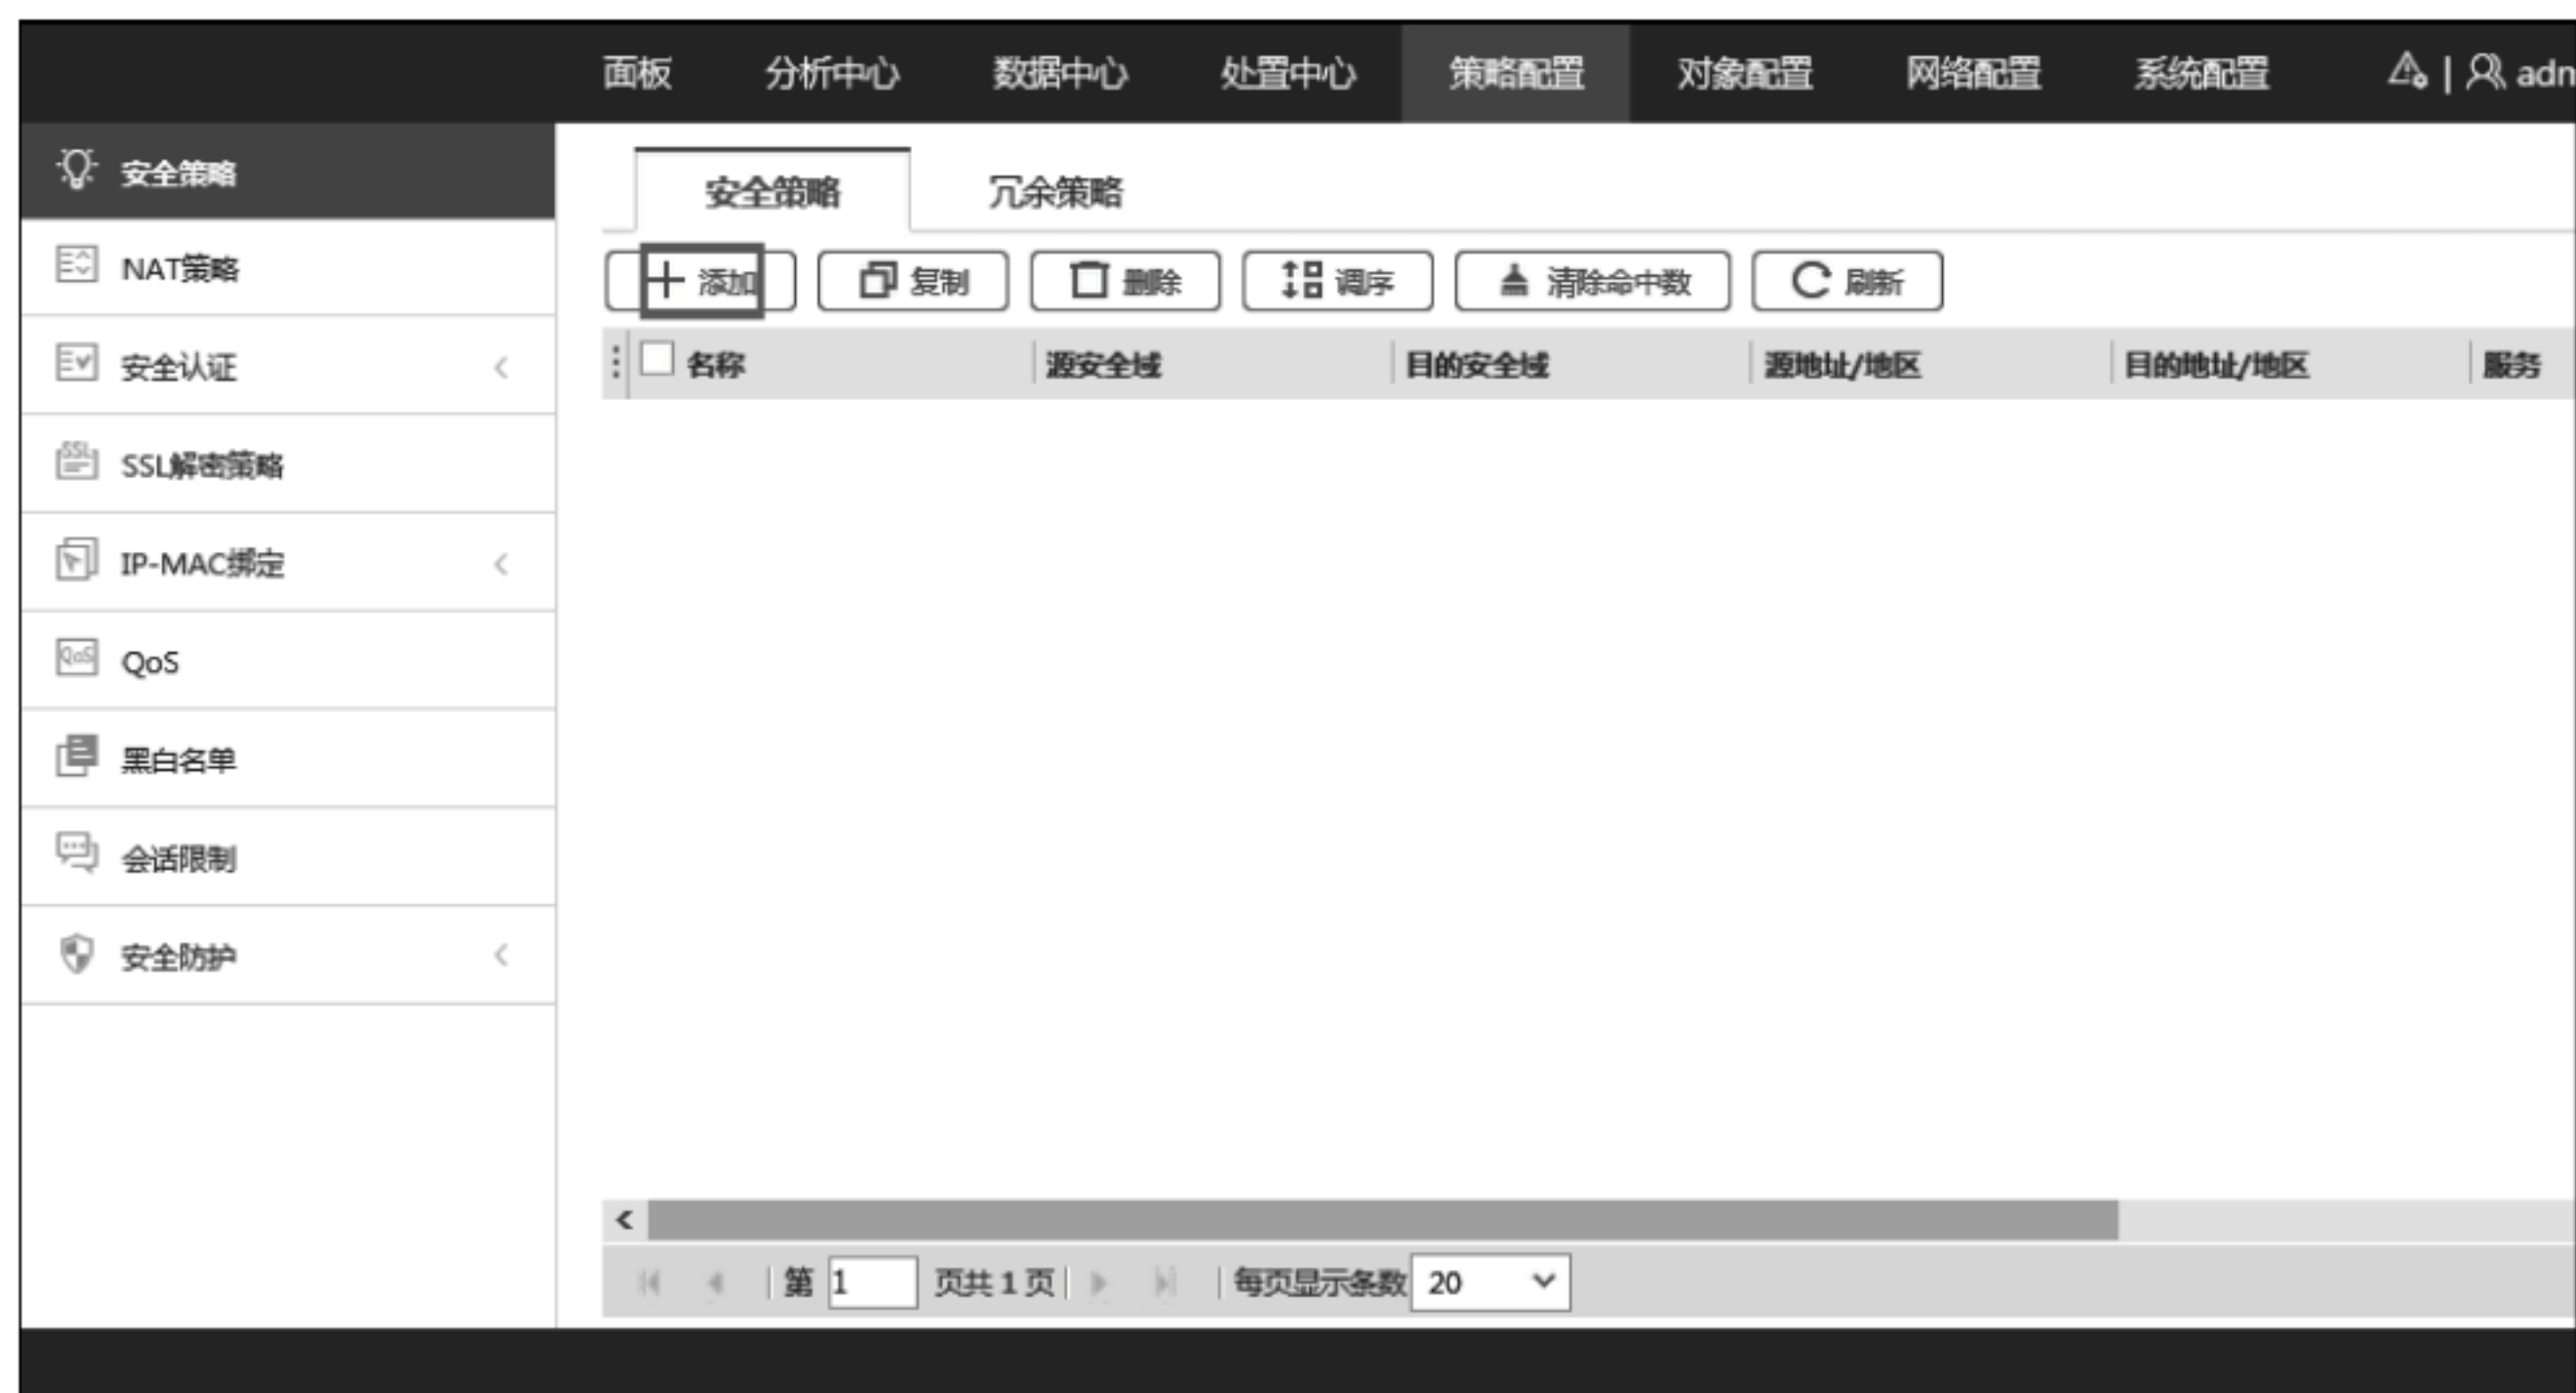 面板 分析中心 数据中心 处置中心 策略配置 对象配置 网络配置 系统配置 | adm
安全策略
NAT策略
安全认证
SSL解密策略
IP-MAC绑定
QoS
黑白名单
会话限制
安全防护
安全策略 冗余策略
添加 复制 删除 调序 清除命中数 刷新
名称 源安全域 目的安全域 源地址/地区 目的地址/地区 服务
第 1 页共 1 页 每页显示条数 20